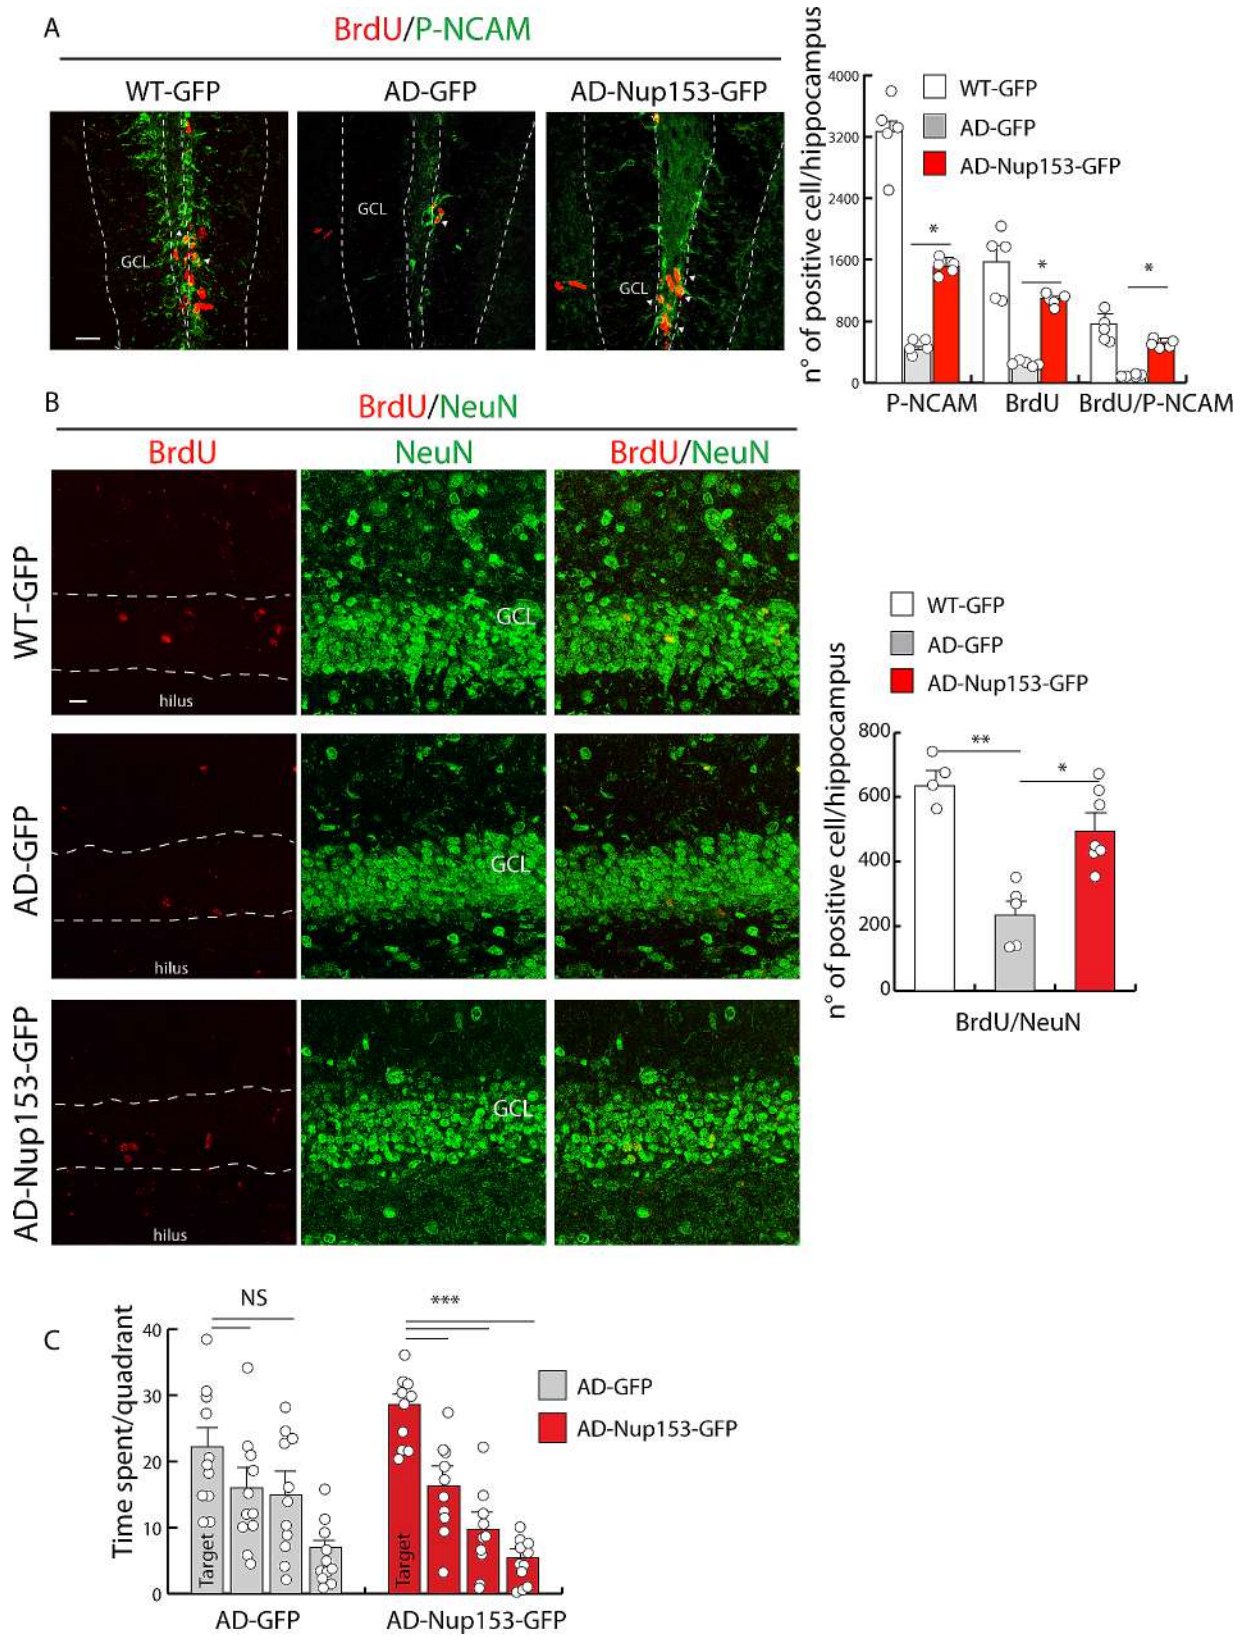 A
BrdU/P-NCAM
WT-GFP
AD-GFP
AD-Nup153-GFP
GCL
GCL
GCL
n° of positive cell/hippocampus
4000
3200
2400
1600
800
0
WT-GFP
AD-GFP
AD-Nup153-GFP
*
*
*
P-NCAM
BrdU
BrdU/P-NCAM
B
BrdU/NeuN
BrdU
NeuN
BrdU/NeuN
WT-GFP
hilus
GCL
AD-GFP
hilus
GCL
AD-Nup153-GFP
hilus
GCL
WT-GFP
AD-GFP
AD-Nup153-GFP
n° of positive cell/hippocampus
800
600
400
200
0
**
*
BrdU/NeuN
C
Time spent/quadrant
40
30
20
10
0
NS
***
Target
Target
AD-GFP
AD-Nup153-GFP
AD-GFP
AD-Nup153-GFP